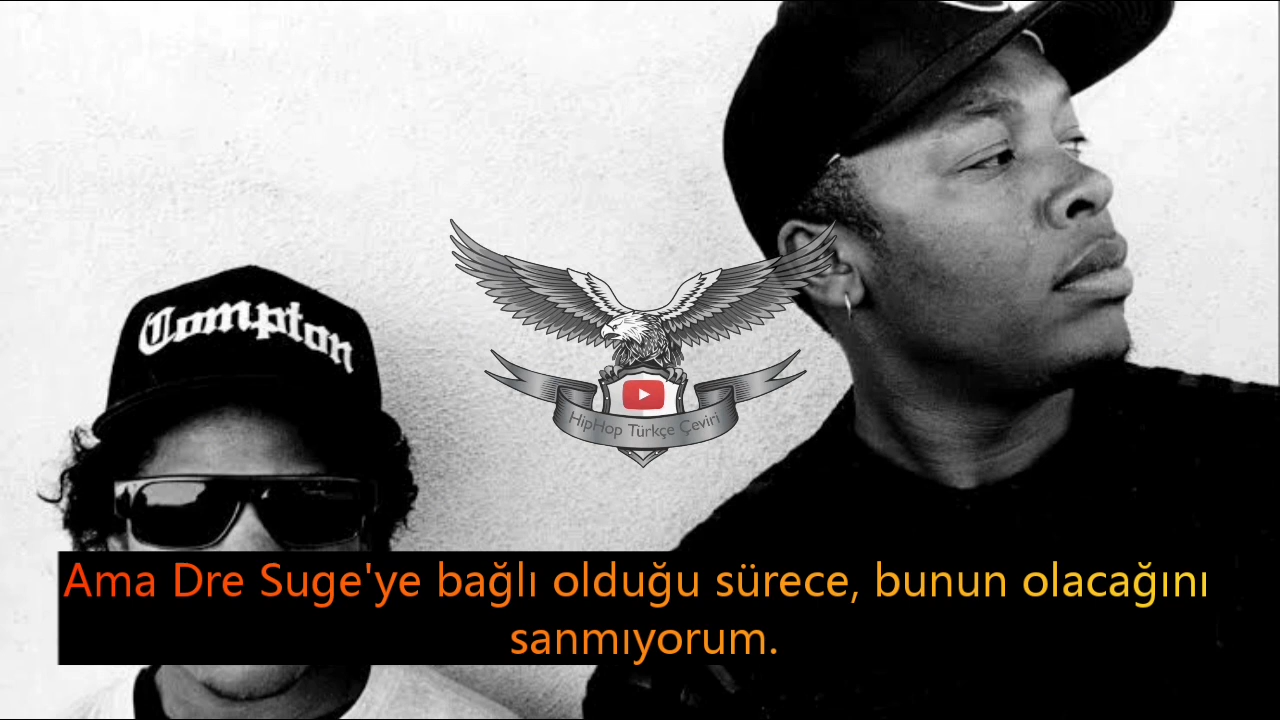 Compton
HipHop Türkçe Çeviri
Ama Dre Suge'ye bağlı olduğu sürece, bunun olacağını
sanmıyorum.